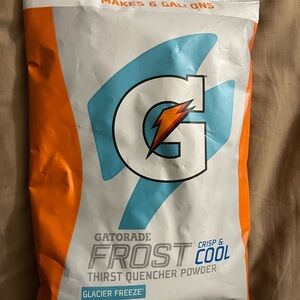 MAKES 6 GALLONS
G
GATORADE
FROST CRISP &
COOL
THIRST QUENCHER POWDER
GLACIER FREEZE